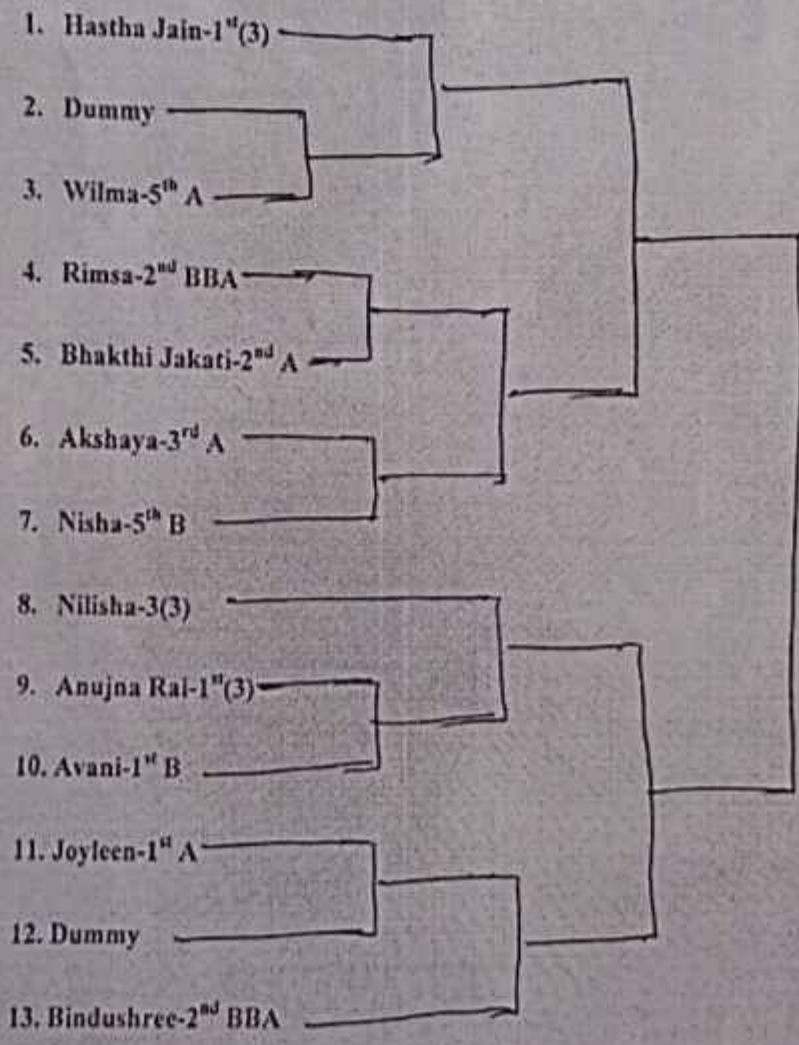 1. Hastha Jain-1st(3)
2. Dummy
3. Wilma-5th A
4. Rimsa-2nd BBA
5. Bhakthi Jakati-2nd A
6. Akshaya-3rd A
7. Nisha-5th B
8. Nilisha-3(3)
9. Anujna Rai-1st(3)
10. Avani-1st B
11. Joyleen-1st A
12. Dummy
13. Bindushree-2nd BBA